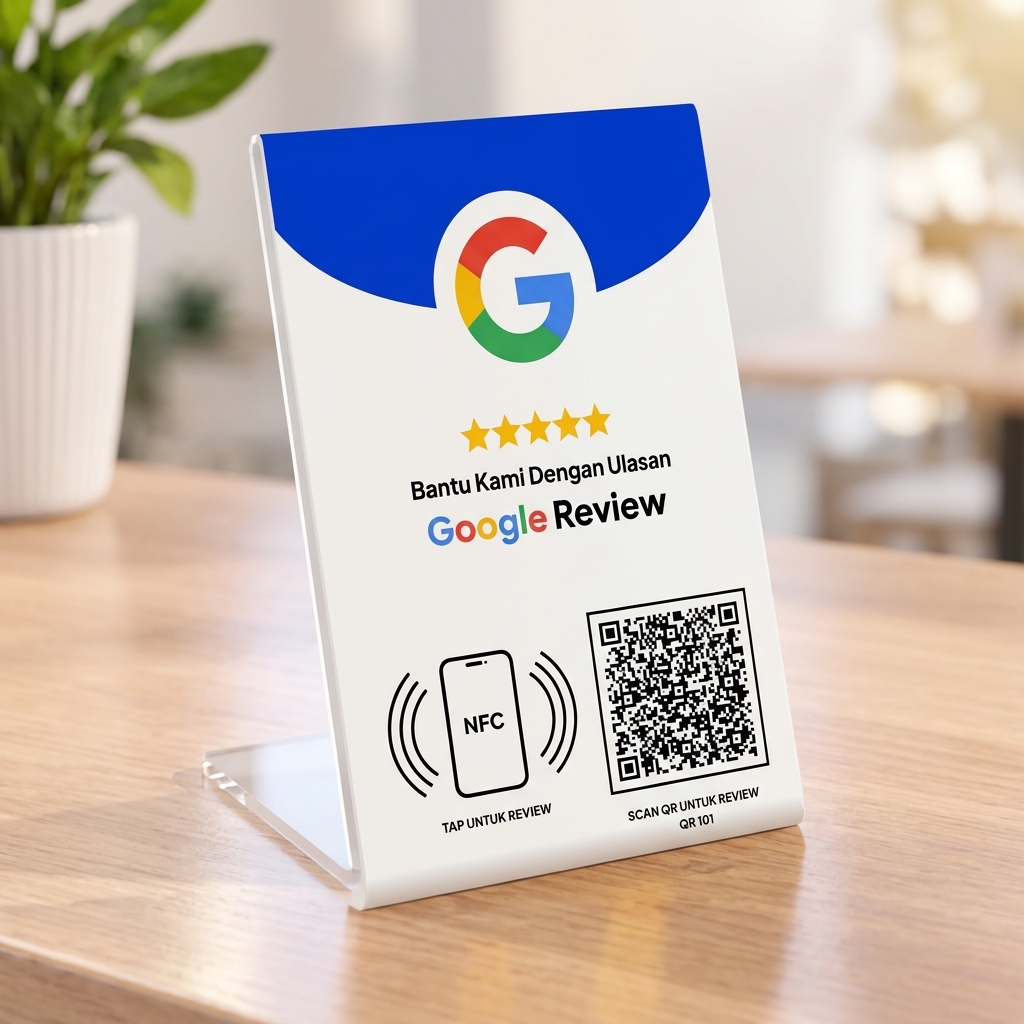 Bantu Kami Dengan Ulasan
Google Review
NFC
TAP UNTUK REVIEW
SCAN QR UNTUK REVIEW
QR 101